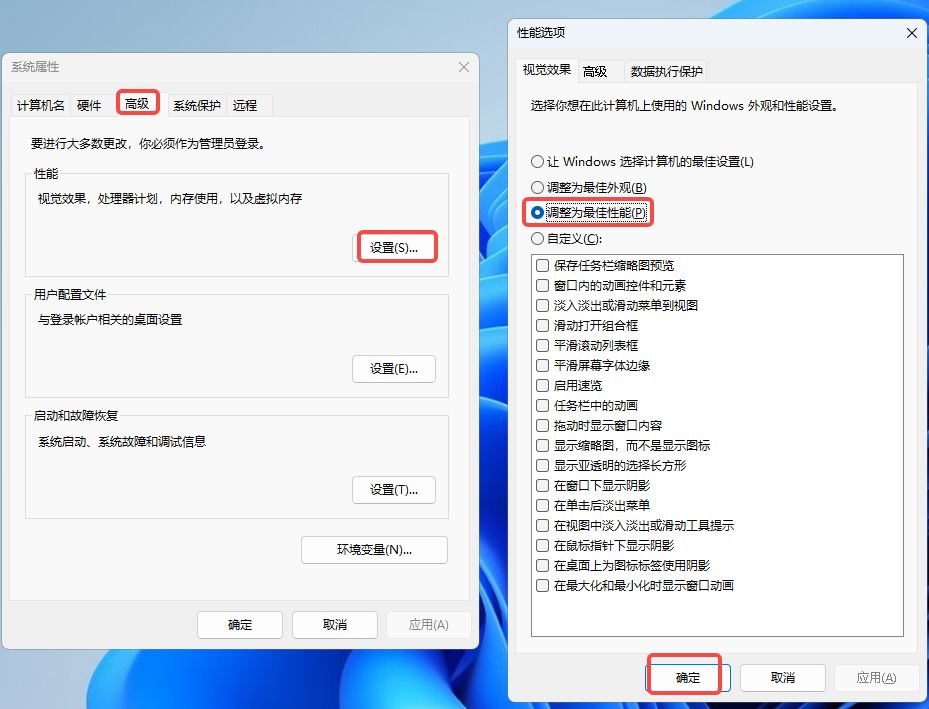 系统属性
计算机名 硬件 高级 系统保护 远程
要进行大多数更改，你必须作为管理员登录。
性能
视觉效果，处理器计划，内存使用，以及虚拟内存
设置(S)...
用户配置文件
与登录帐户相关的桌面设置
设置(E)...
启动和故障恢复
系统启动、系统故障和调试信息
设置(T)...
环境变量(N)...
确定 取消 应用(A)
性能选项
视觉效果 高级 数据执行保护
选择你想在此计算机上使用的 Windows 外观和性能设置。
让 Windows 选择计算机的最佳设置(L)
调整为最佳外观(B)
调整为最佳性能(P)
自定义(C):
保存任务栏缩略图预览
窗口内的动画控件和元素
淡入淡出或滑动菜单到视图
滑动打开组合框
平滑滚动列表框
平滑屏幕字体边缘
启用速览
任务栏中的动画
拖动时显示窗口内容
显示缩略图，而不是显示图标
显示亚透明的选择长方形
在窗口下显示阴影
在单击后淡出菜单
在视图中淡入淡出或滑动工具提示
在鼠标指针下显示阴影
在桌面上为图标标签使用阴影
在最大化和最小化时显示窗口动画
确定 取消 应用(A)